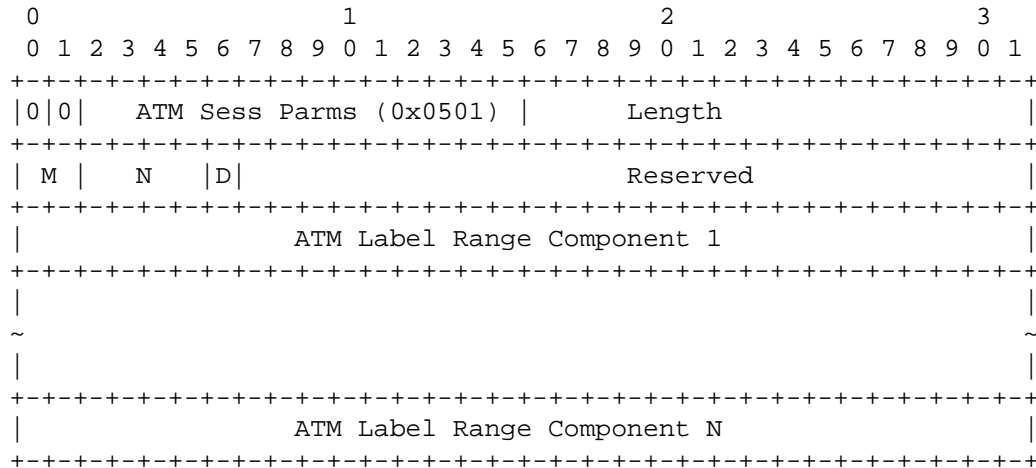 0                   1                   2                   3
 0 1 2 3 4 5 6 7 8 9 0 1 2 3 4 5 6 7 8 9 0 1 2 3 4 5 6 7 8 9 0 1
+-+-+-+-+-+-+-+-+-+-+-+-+-+-+-+-+-+-+-+-+-+-+-+-+-+-+-+-+-+-+-+-+
|0|0|   ATM Sess Parms (0x0501) |      Length                   |
+-+-+-+-+-+-+-+-+-+-+-+-+-+-+-+-+-+-+-+-+-+-+-+-+-+-+-+-+-+-+-+-+
| M |   N   |D|                        Reserved                 |
+-+-+-+-+-+-+-+-+-+-+-+-+-+-+-+-+-+-+-+-+-+-+-+-+-+-+-+-+-+-+-+-+
|                 ATM Label Range Component 1                   |
+-+-+-+-+-+-+-+-+-+-+-+-+-+-+-+-+-+-+-+-+-+-+-+-+-+-+-+-+-+-+-+-+
|                                                               |
~                                                               ~
|                                                               |
+-+-+-+-+-+-+-+-+-+-+-+-+-+-+-+-+-+-+-+-+-+-+-+-+-+-+-+-+-+-+-+-+
|                 ATM Label Range Component N                   |
+-+-+-+-+-+-+-+-+-+-+-+-+-+-+-+-+-+-+-+-+-+-+-+-+-+-+-+-+-+-+-+-+